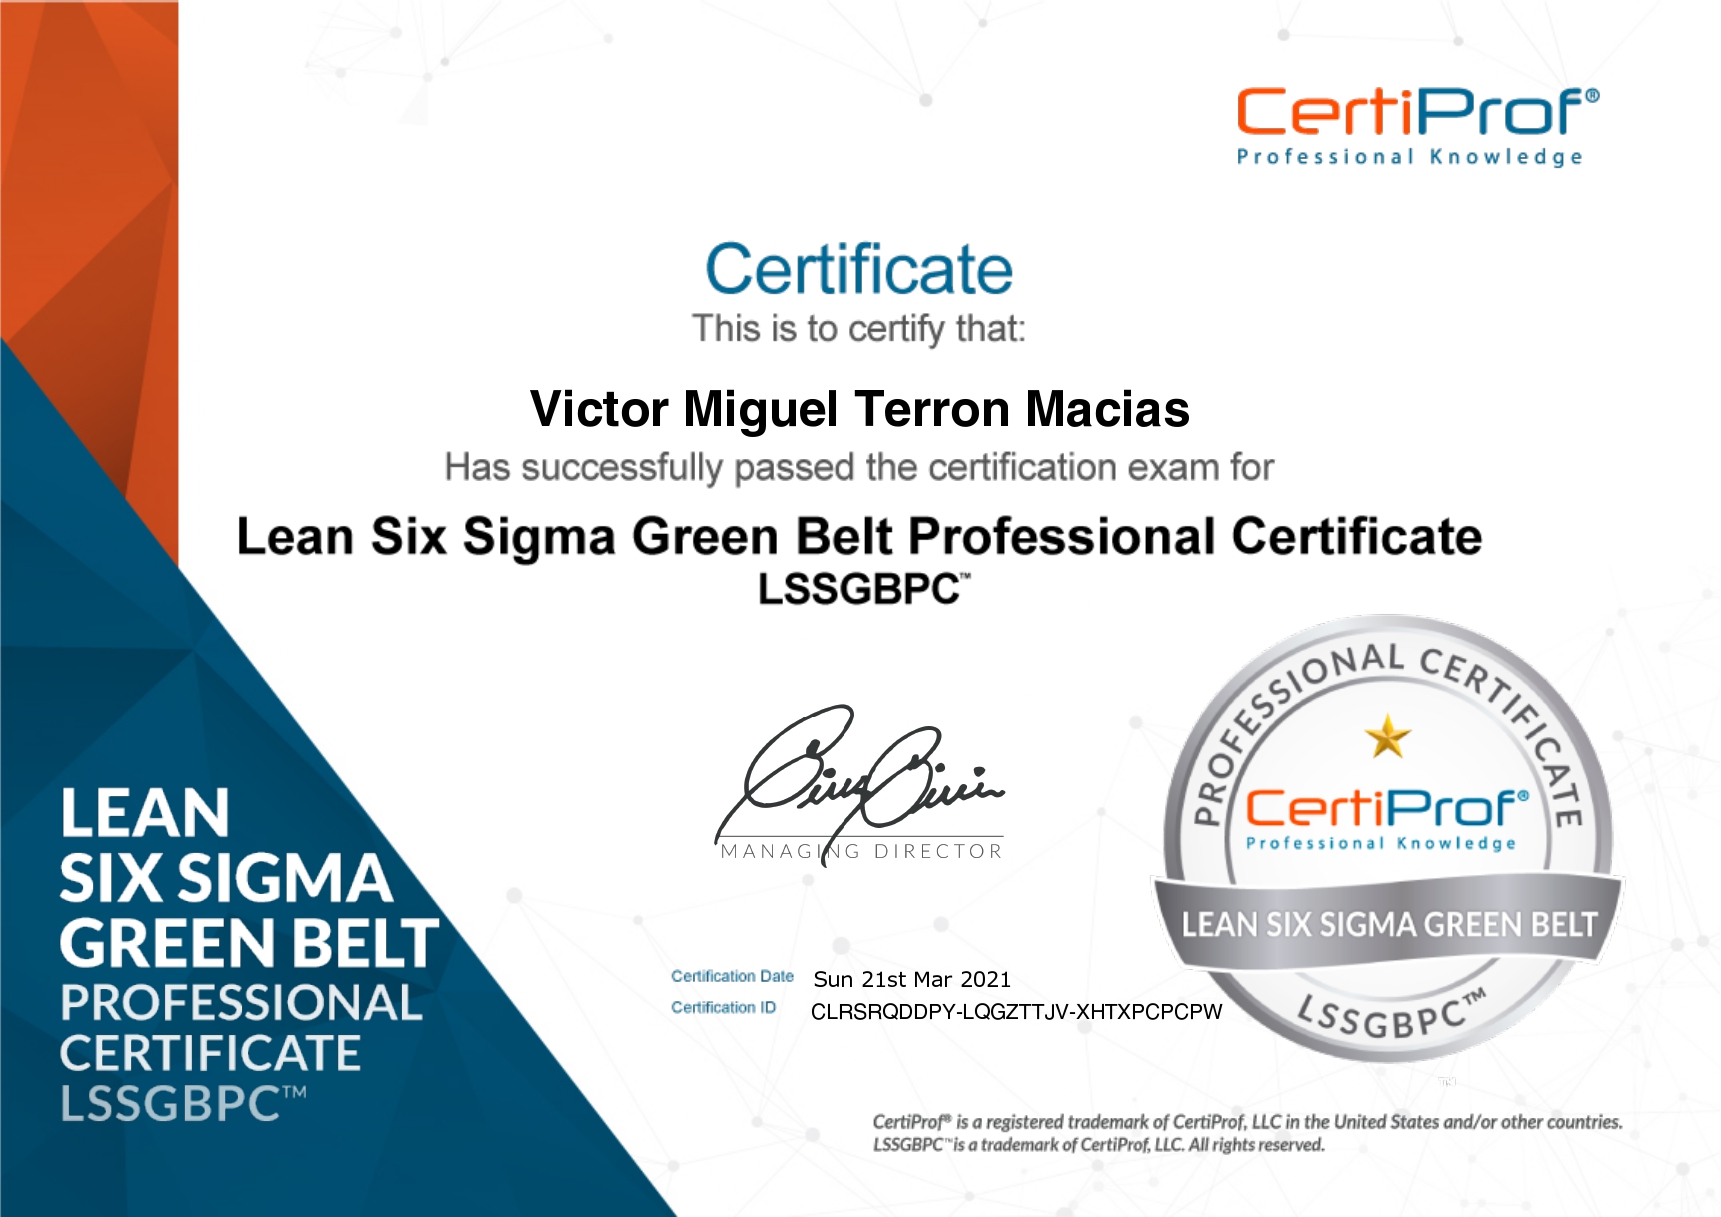 CertiProf®
Professional Knowledge
Certificate
This is to certify that:
Victor Miguel Terron Macias
Has successfully passed the certification exam for
Lean Six Sigma Green Belt Professional Certificate
LSSGBPC™
MANAGING DIRECTOR
Certification Date Sun 21st Mar 2021
Certification ID CLRSRQDDPY-LQGZTTJV-XHTXPCPCPW
LEAN
SIX SIGMA
GREEN BELT
PROFESSIONAL
CERTIFICATE
LSSGBPC™
PROFESSIONAL CERTIFICATE
CertiProf®
Professional Knowledge
LEAN SIX SIGMA GREEN BELT
LSSGBPC™
TM
CertiProf® is a registered trademark of CertiProf, LLC in the United States and/or other countries.
LSSGBPC™ is a trademark of CertiProf, LLC. All rights reserved.